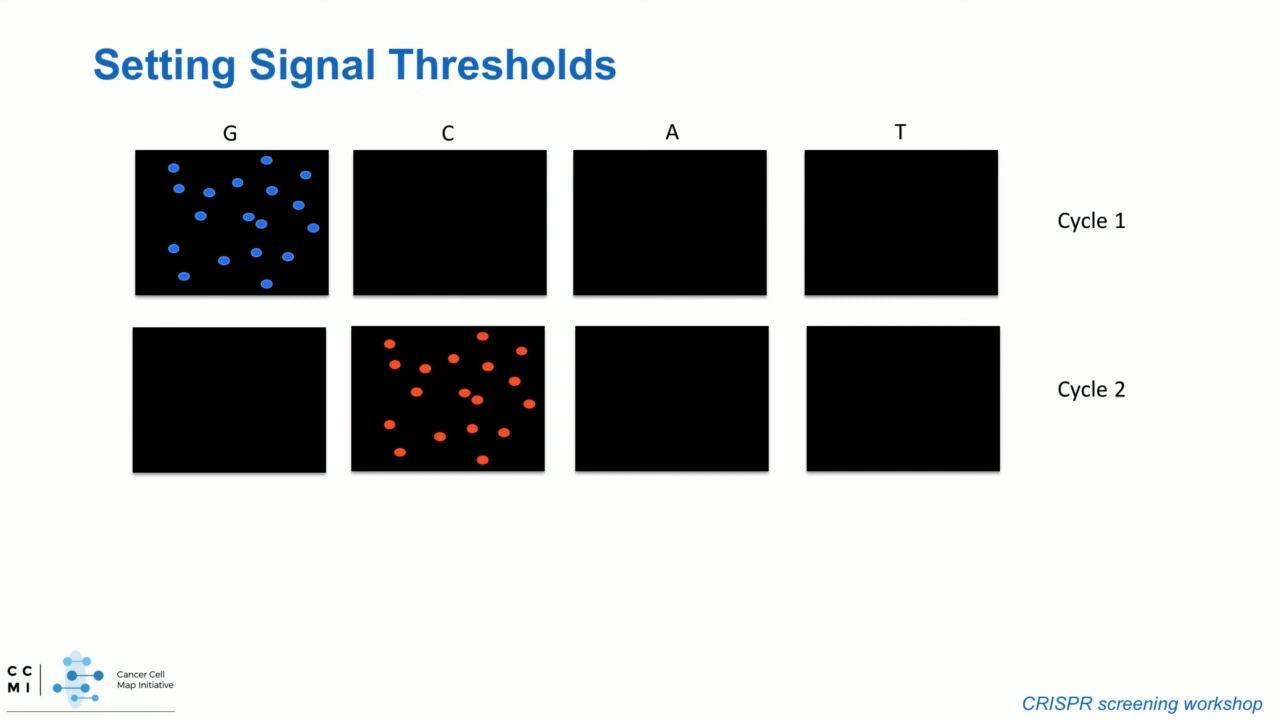 Setting Signal Thresholds
G C A T
Cycle 1
Cycle 2
C C
M I
Cancer Cell
Map Initiative
CRISPR screening workshop